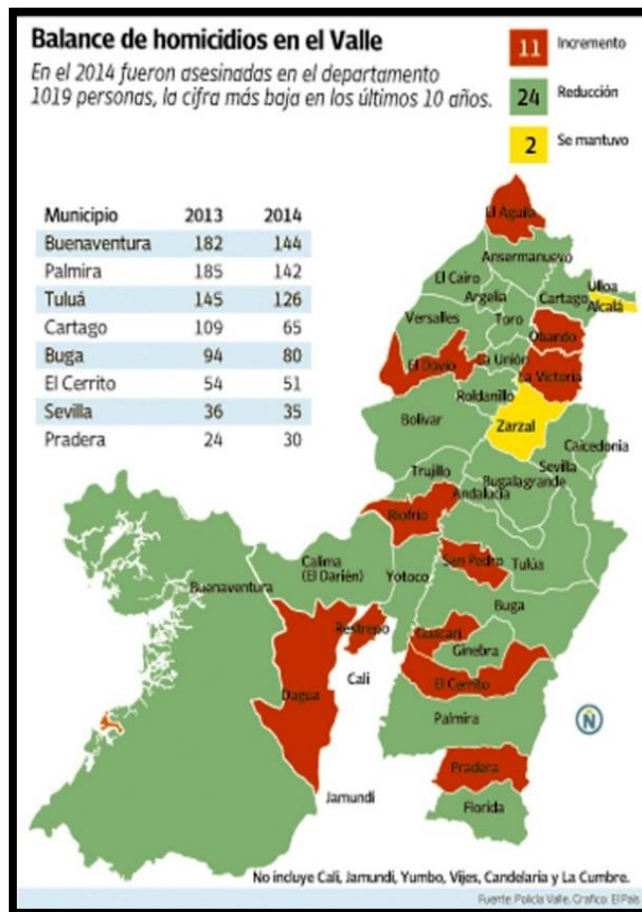 Balance de homicidios en el Valle
En el 2014 fueron asesinadas en el departamento
1019 personas, la cifra más baja en los últimos 10 años.
11 Incremento
24 Reducción
2 Se mantuvo
Municipio 2013 2014
Buenaventura 182 144
Palmira 185 142
Tuluá 145 126
Cartago 109 65
Buga 94 80
El Cerrito 54 51
Sevilla 36 35
Pradera 24 30
El Águila
Ansermanuevo
El Cairo
Ulloa
Argelia
Cartago
Alcalá
Versalles
Toro
Obando
El Dovio
La Unión
La Victoria
Roldanillo
Bolívar
Zarzal
Caicedonia
Sevilla
Trujillo
Bugalagrande
Andalucía
Riofrío
San Pedro
Tulúa
Calima
(El Darién)
Yotoco
Buenaventura
Buga
Restrepo
Guacarí
Ginebra
Cali
El Cerrito
Dagua
Palmira
N
Pradera
Jamundi
Florida
No incluye Cali, Jamundi, Yumbo, Vijes, Candelaria y La Cumbre.
Fuente: Policía Valle. Grafico: El País